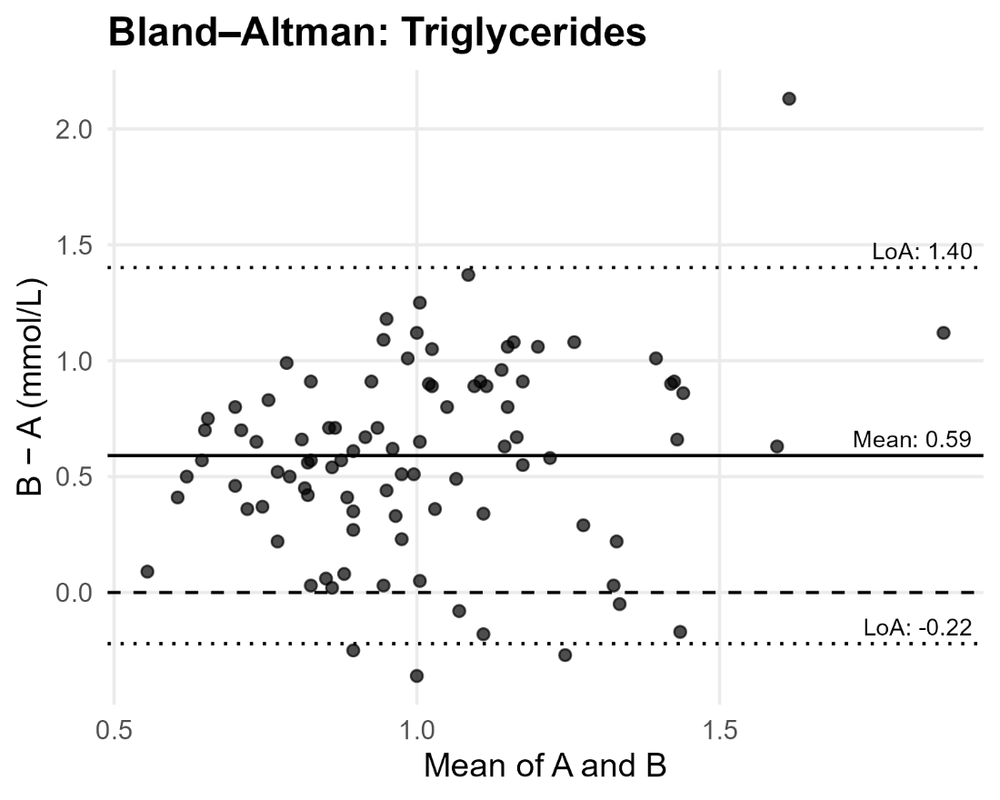 Bland–Altman: Triglycerides
B − A (mmol/L)
2.0
1.5
1.0
0.5
0.0
LoA: 1.40
Mean: 0.59
LoA: -0.22
0.5
1.0
1.5
Mean of A and B